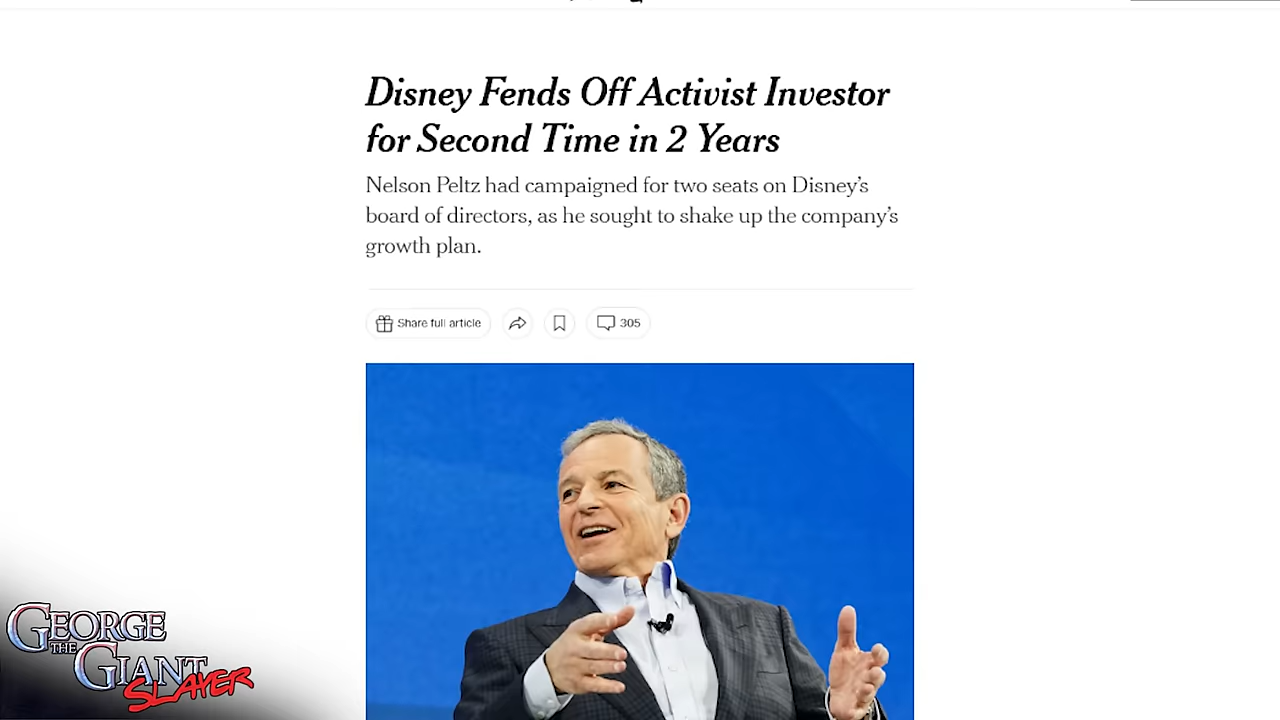 Disney Fends Off Activist Investor
for Second Time in 2 Years
Nelson Peltz had campaigned for two seats on Disney’s
board of directors, as he sought to shake up the company’s
growth plan.
Share full article
305
GEORGE
THE
GIANT
SLAYER